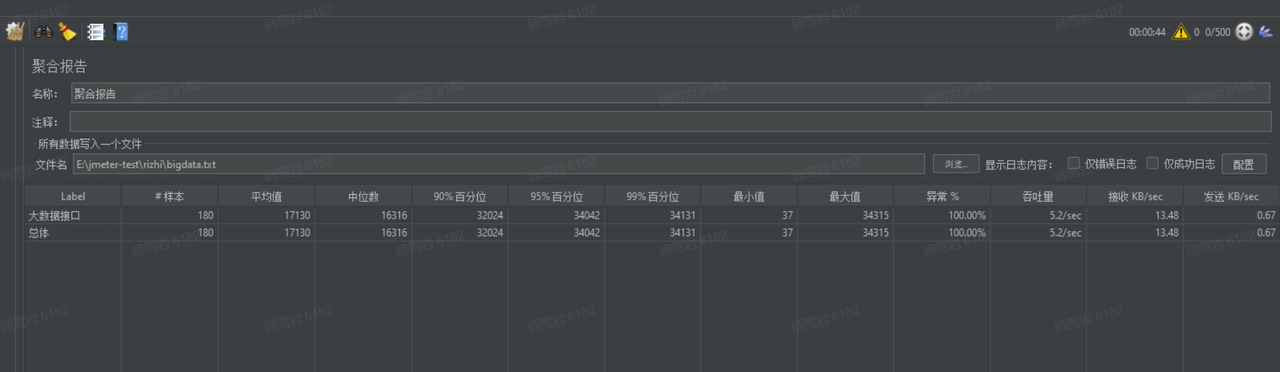 00:00:44 0 0/500
聚合报告
名称： 聚合报告
注释：
所有数据写入一个文件
文件名 E:\jmeter-test\rizhi\bigdata.txt 浏览... 显示日志内容： 仅错误日志 仅成功日志 配置
Label # 样本 平均值 中位数 90% 百分位 95% 百分位 99% 百分位 最小值 最大值 异常 % 吞吐量 接收 KB/sec 发送 KB/sec
大数据接口 180 17130 16316 32024 34042 34131 37 34315 100.00% 5.2/sec 13.48 0.67
总体 180 17130 16316 32024 34042 34131 37 34315 100.00% 5.2/sec 13.48 0.67
师雪岩 6182